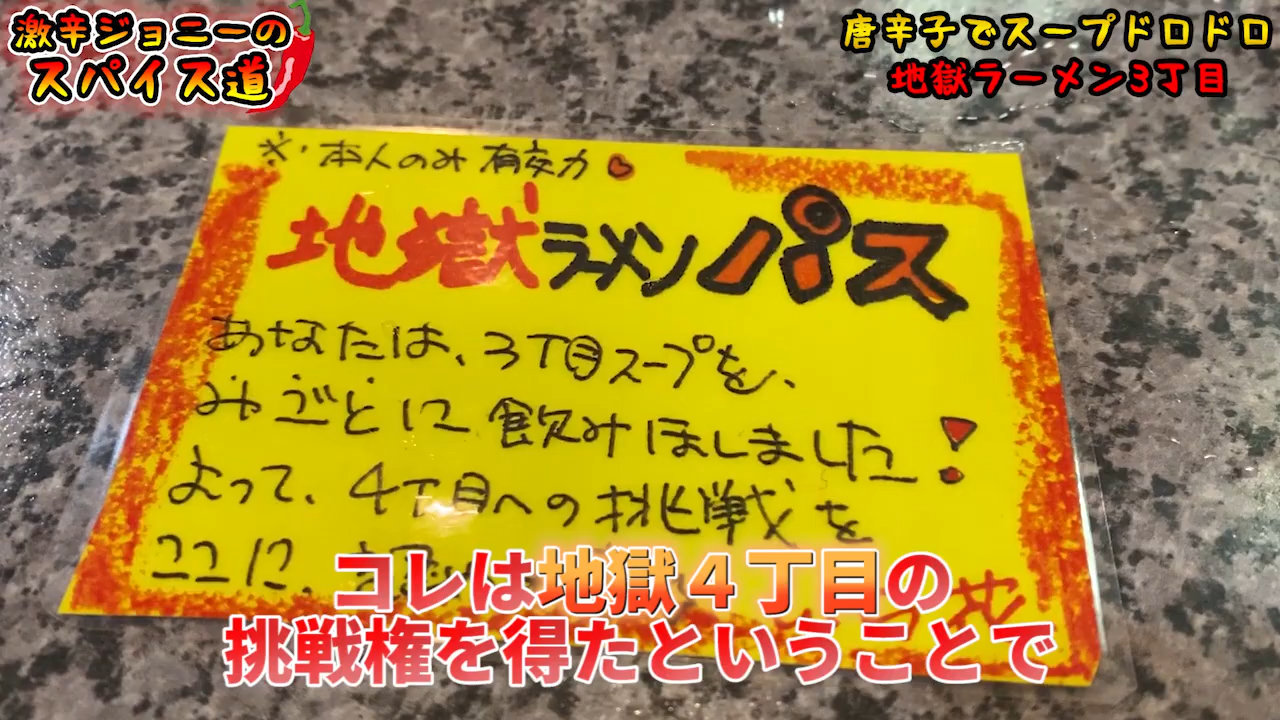 激辛ジョニーの
スパイス道
唐辛子でスープドロドロ
地獄ラーメン3丁目
※本人のみ有効
地獄ラーメンパス
あなたは、3丁目スープを、
みごとに飲みほしました!
よって、4丁目への挑戦を
ここに、
コレは地獄4丁目の
挑戦権を得たということで